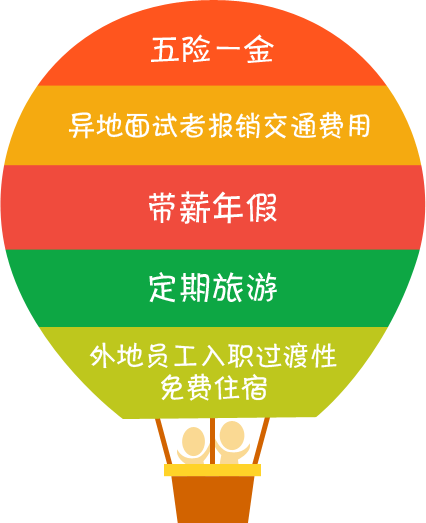 五险一金
异地面试者报销交通费用
带薪年假
定期旅游
外地员工入职过渡性
免费住宿